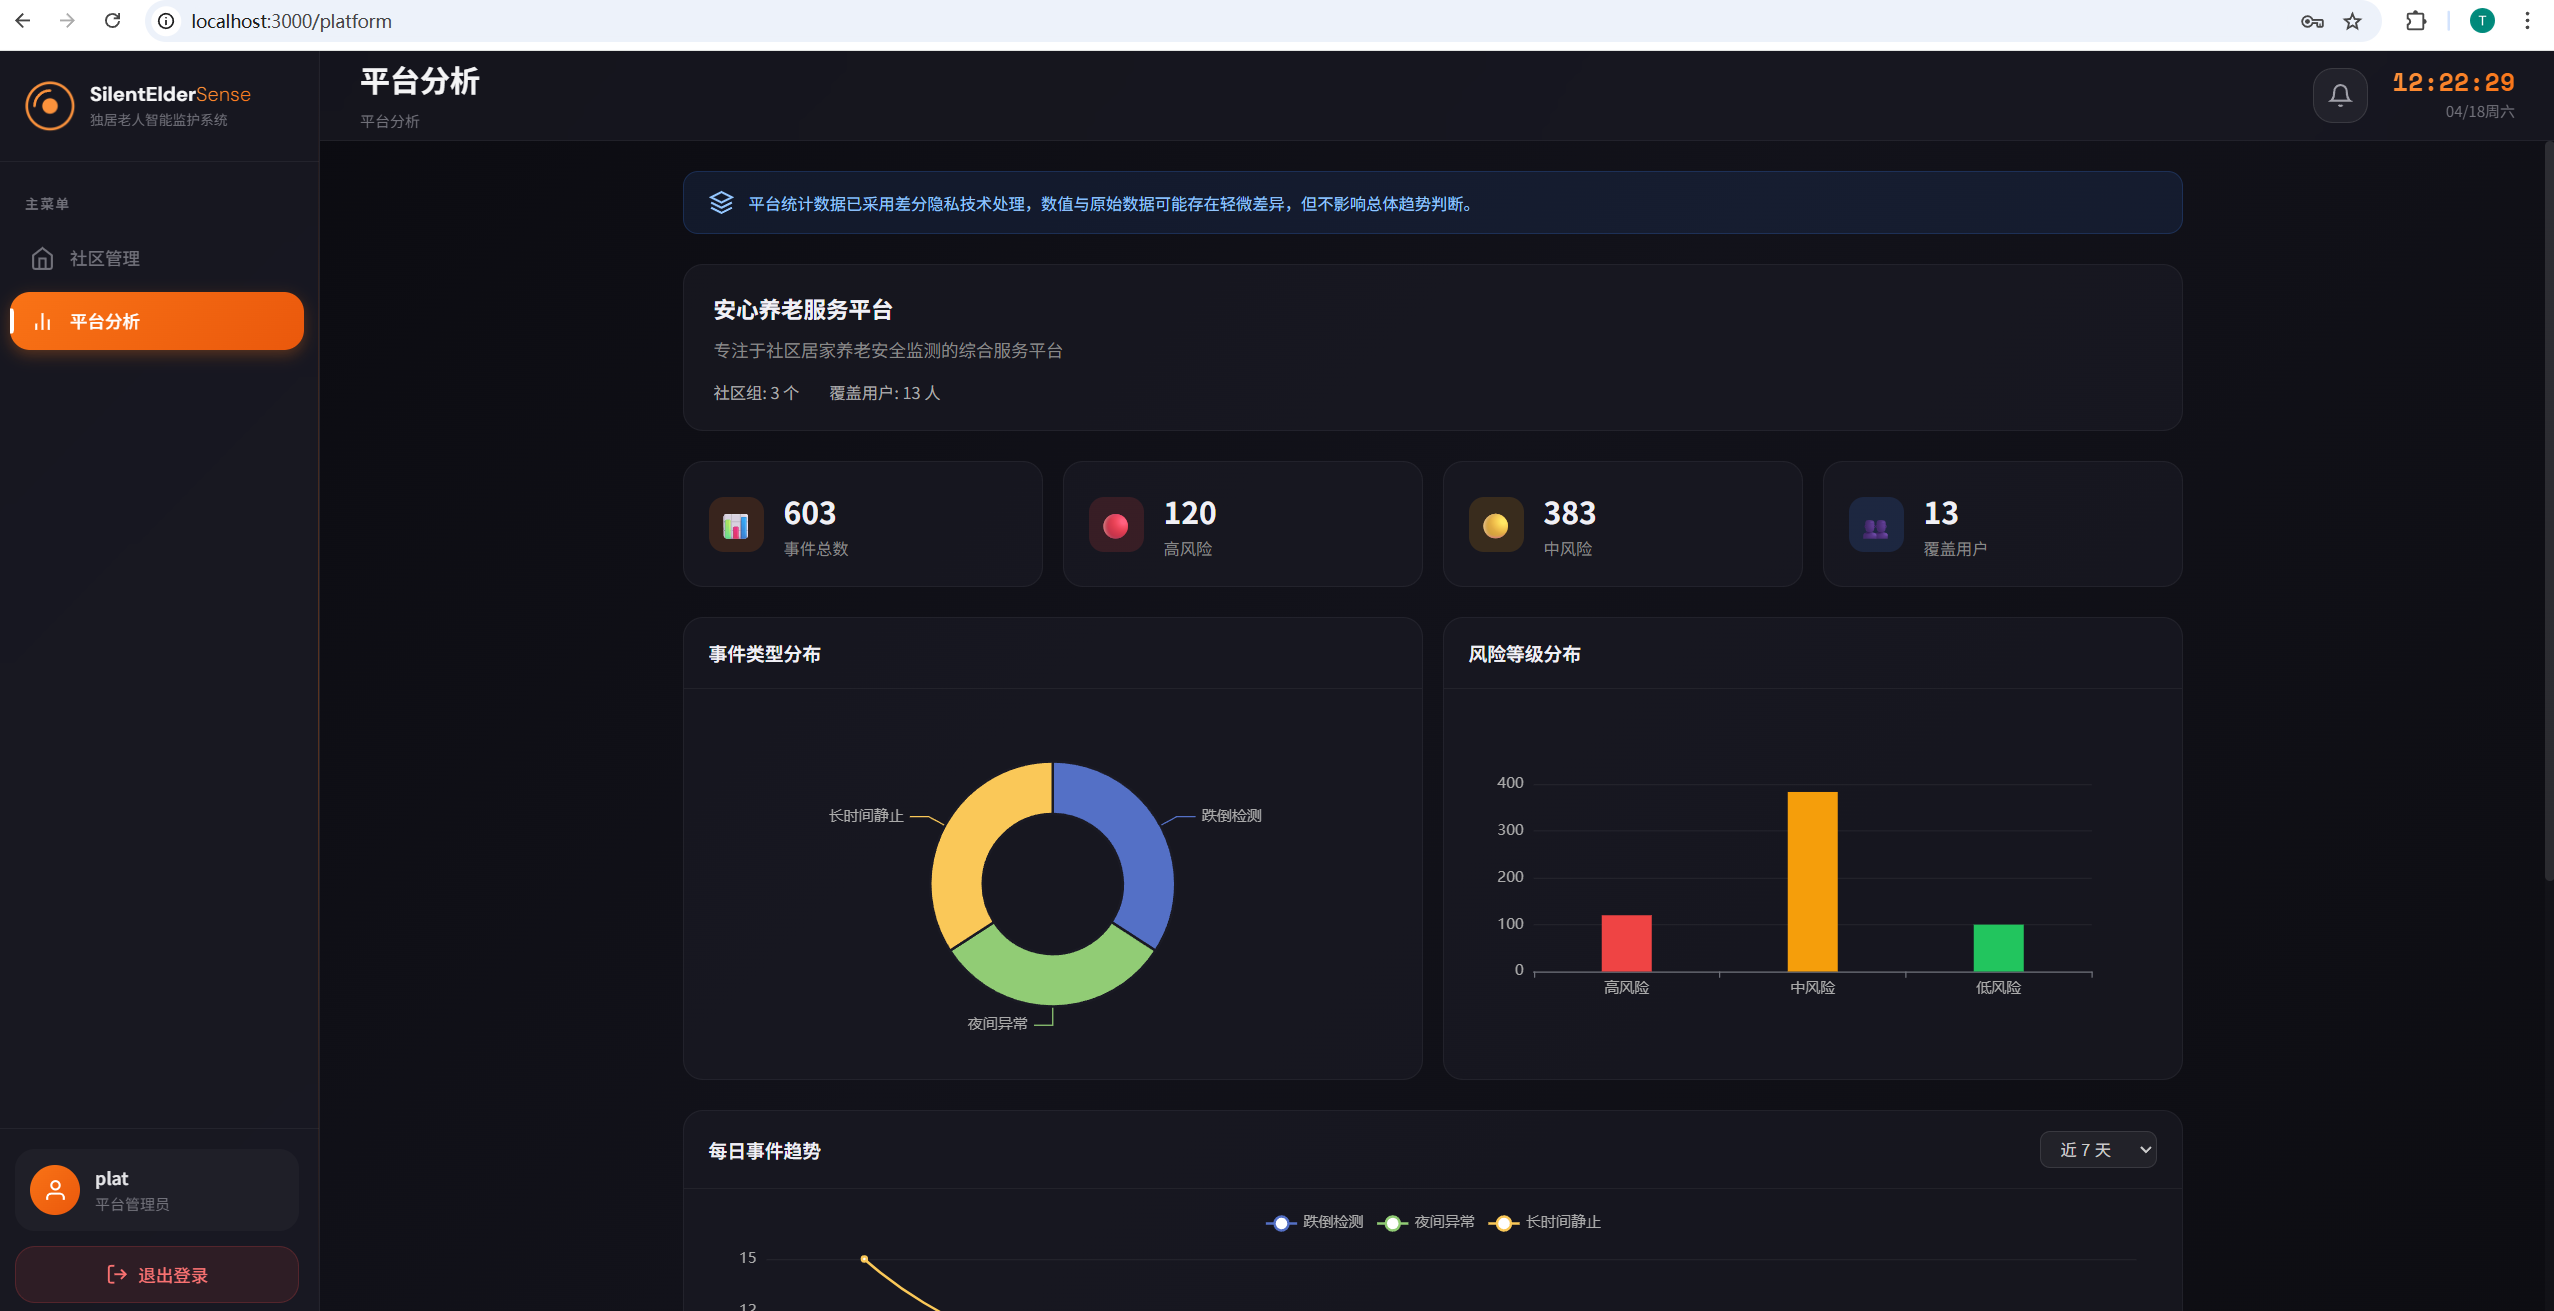 localhost:3000/platform
T
SilentElderSense
独居老人智能监护系统
主菜单
社区管理
平台分析
plat
平台管理员
退出登录
平台分析
平台分析
12:22:29
04/18周六
平台统计数据已采用差分隐私技术处理，数值与原始数据可能存在轻微差异，但不影响总体趋势判断。
安心养老服务平台
专注于社区居家养老安全监测的综合服务平台
社区组: 3 个 覆盖用户: 13 人
603
事件总数
120
高风险
383
中风险
13
覆盖用户
事件类型分布
长时间静止
跌倒检测
夜间异常
风险等级分布
400
300
200
100
0
高风险 中风险 低风险
每日事件趋势
近 7 天
跌倒检测 夜间异常 长时间静止
15
12